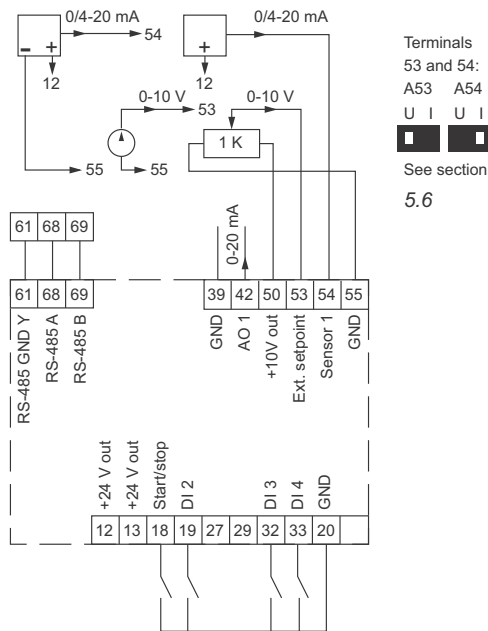 0/4-20 mA
54
- +
12
55
0-10 V
53
55
0/4-20 mA
+
12
0-10 V
1 K
Terminals
53 and 54:
A53 A54
U I U I
See section
5.6
61 68 69
0-20 mA
61 68 69
39 42 50 53 54 55
RS-485 GND Y
RS-485 A
RS-485 B
GND
AO 1
+10V out
Ext. setpoint
Sensor 1
GND
+24 V out
+24 V out
Start/stop
DI 2
DI 3
DI 4
GND
12 13 18 19 27 29 32 33 20